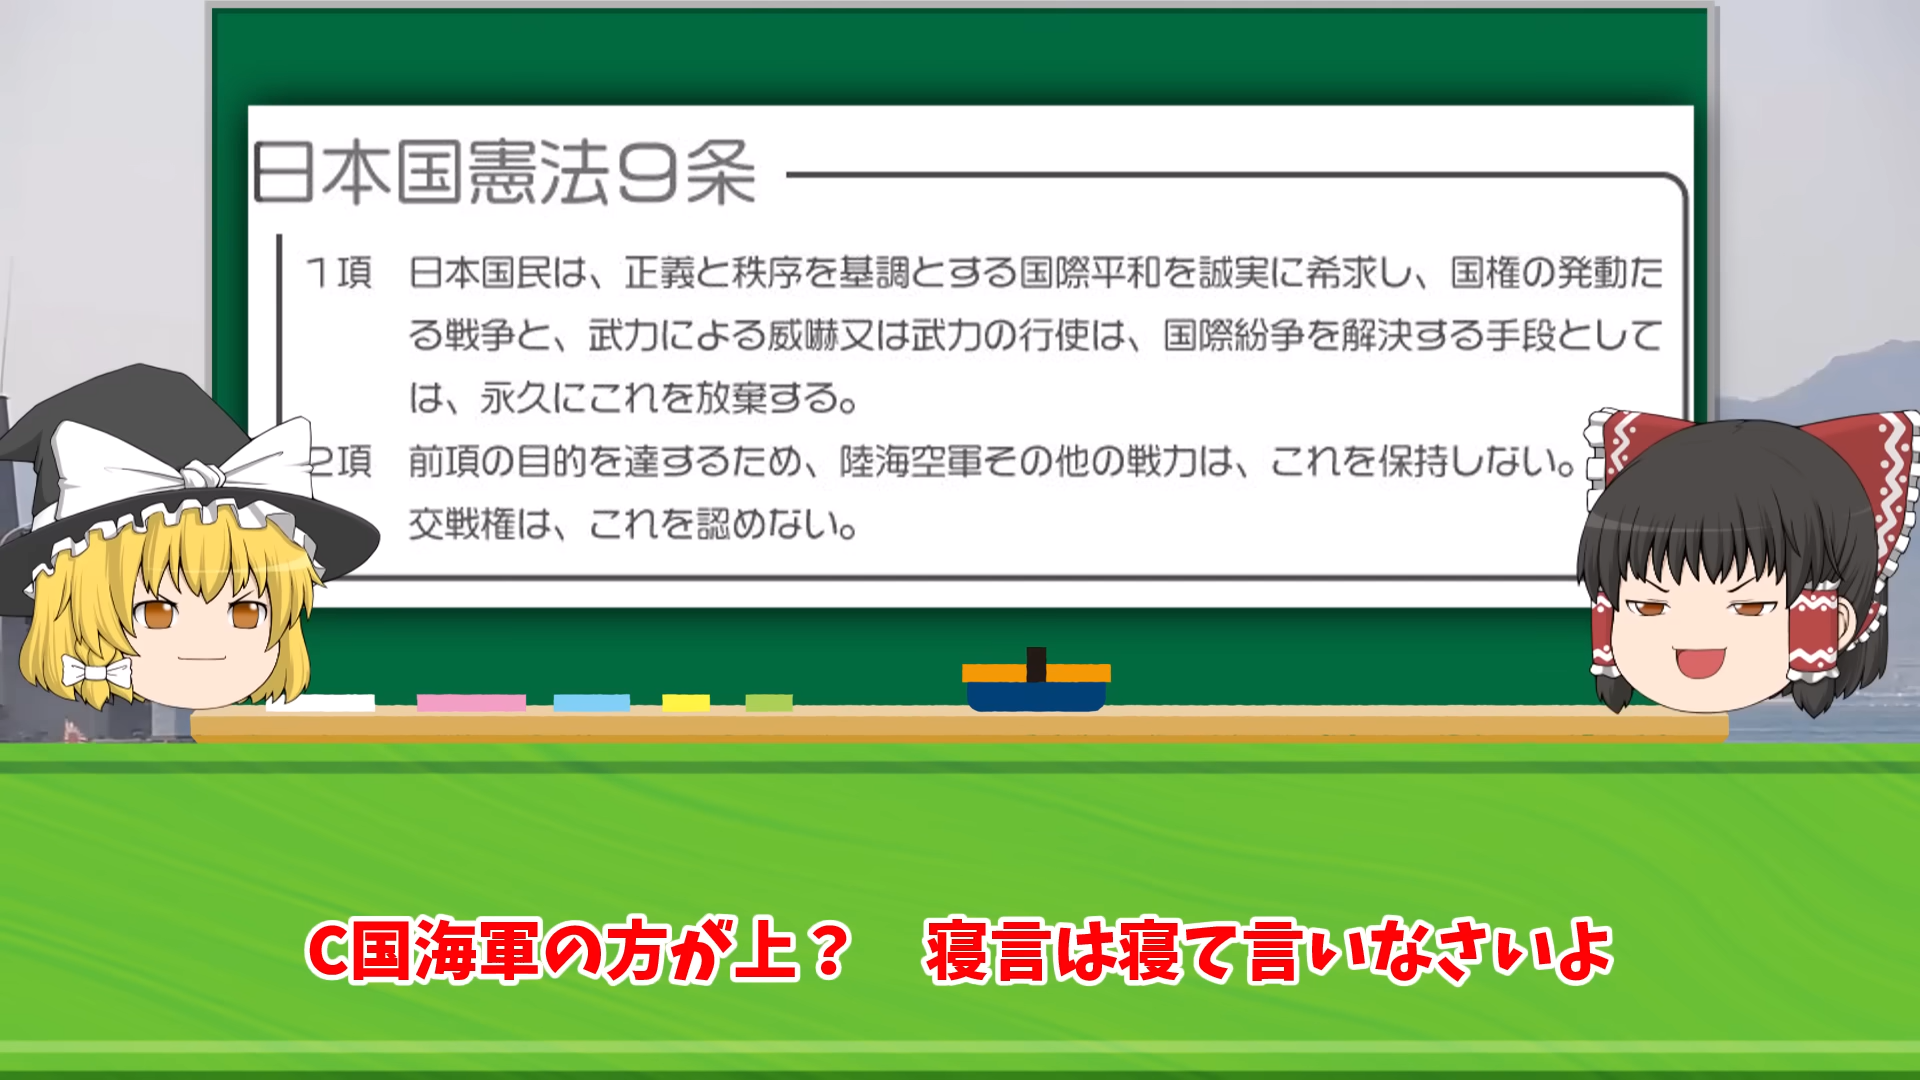 日本国憲法9条
1項 日本国民は、正義と秩序を基調とする国際平和を誠実に希求し、国権の発動た
る戦争と、武力による威嚇又は武力の行使は、国際紛争を解決する手段として
は、永久にこれを放棄する。
2項 前項の目的を達するため、陸海空軍その他の戦力は、これを保持しない。
交戦権は、これを認めない。
C国海軍の方が上？　寝言は寝て言いなさいよ